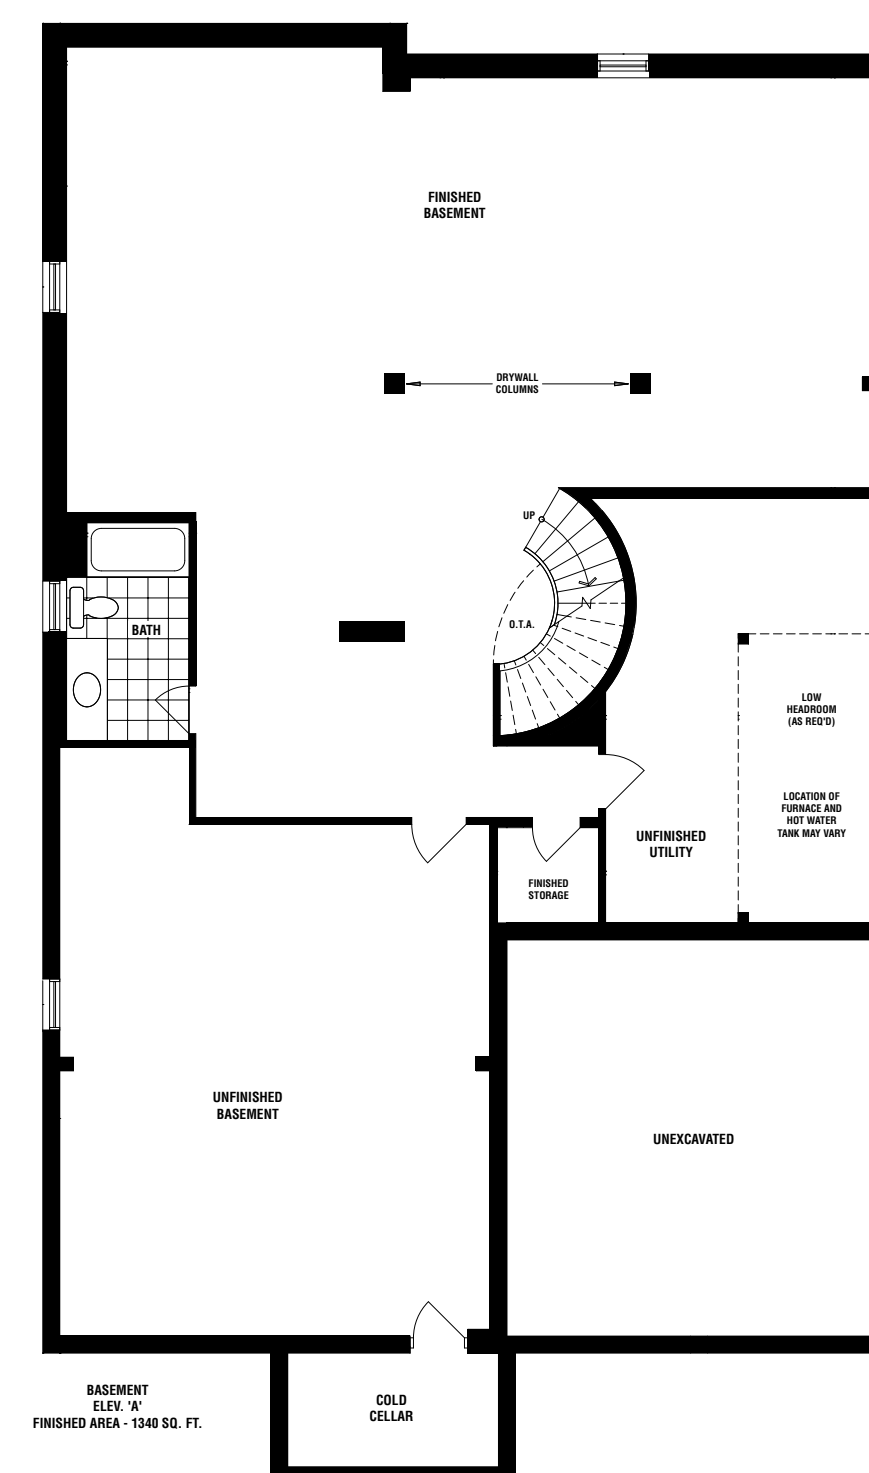 FINISHED
BASEMENT
DRYWALL
COLUMNS
UP
O.T.A.
BATH
LOW
HEADROOM
(AS REQ'D)
LOCATION OF
FURNACE AND
HOT WATER
TANK MAY VARY
UNFINISHED
UTILITY
FINISHED
STORAGE
UNFINISHED
BASEMENT
UNEXCAVATED
BASEMENT
ELEV. 'A'
FINISHED AREA - 1340 SQ. FT.
COLD
CELLAR